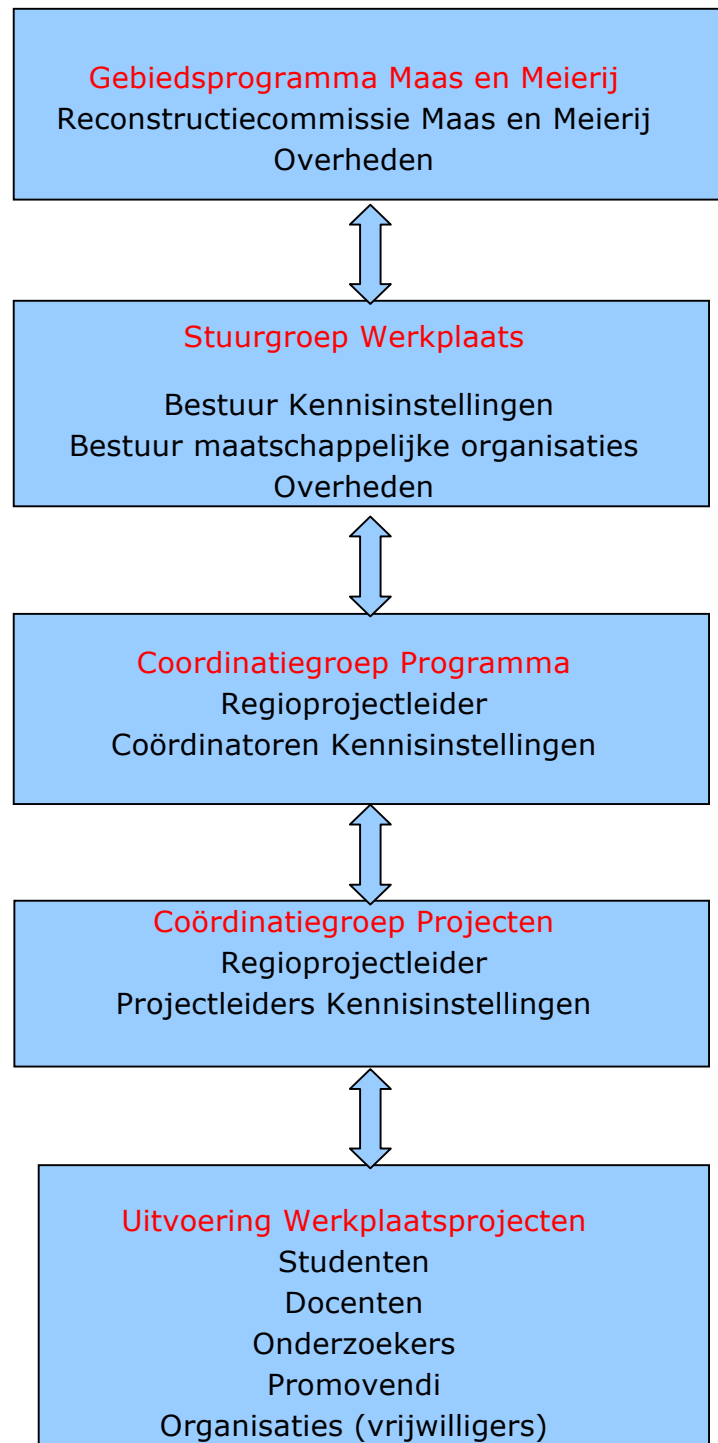 Gebiedsprogramma Maas en Meierij
Reconstructiecommissie Maas en Meierij
Overheden
Stuurgroep Werkplaats
Bestuur Kennisinstellingen
Bestuur maatschappelijke organisaties
Overheden
Coordinatiegroep Programma
Regioprojectleider
Coördinatoren Kennisinstellingen
Coördinatiegroep Projecten
Regioprojectleider
Projectleiders Kennisinstellingen
Uitvoering Werkplaatsprojecten
Studenten
Docenten
Onderzoekers
Promovendi
Organisaties (vrijwilligers)